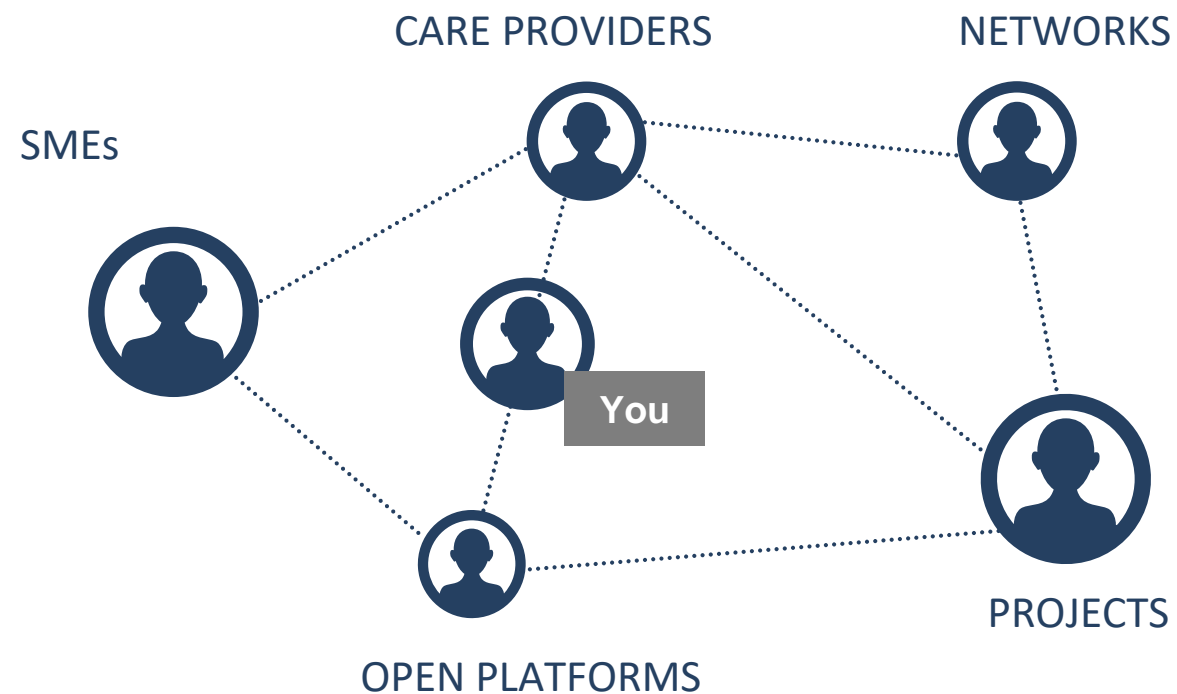 CARE PROVIDERS
NETWORKS
SMEs
You
PROJECTS
OPEN PLATFORMS